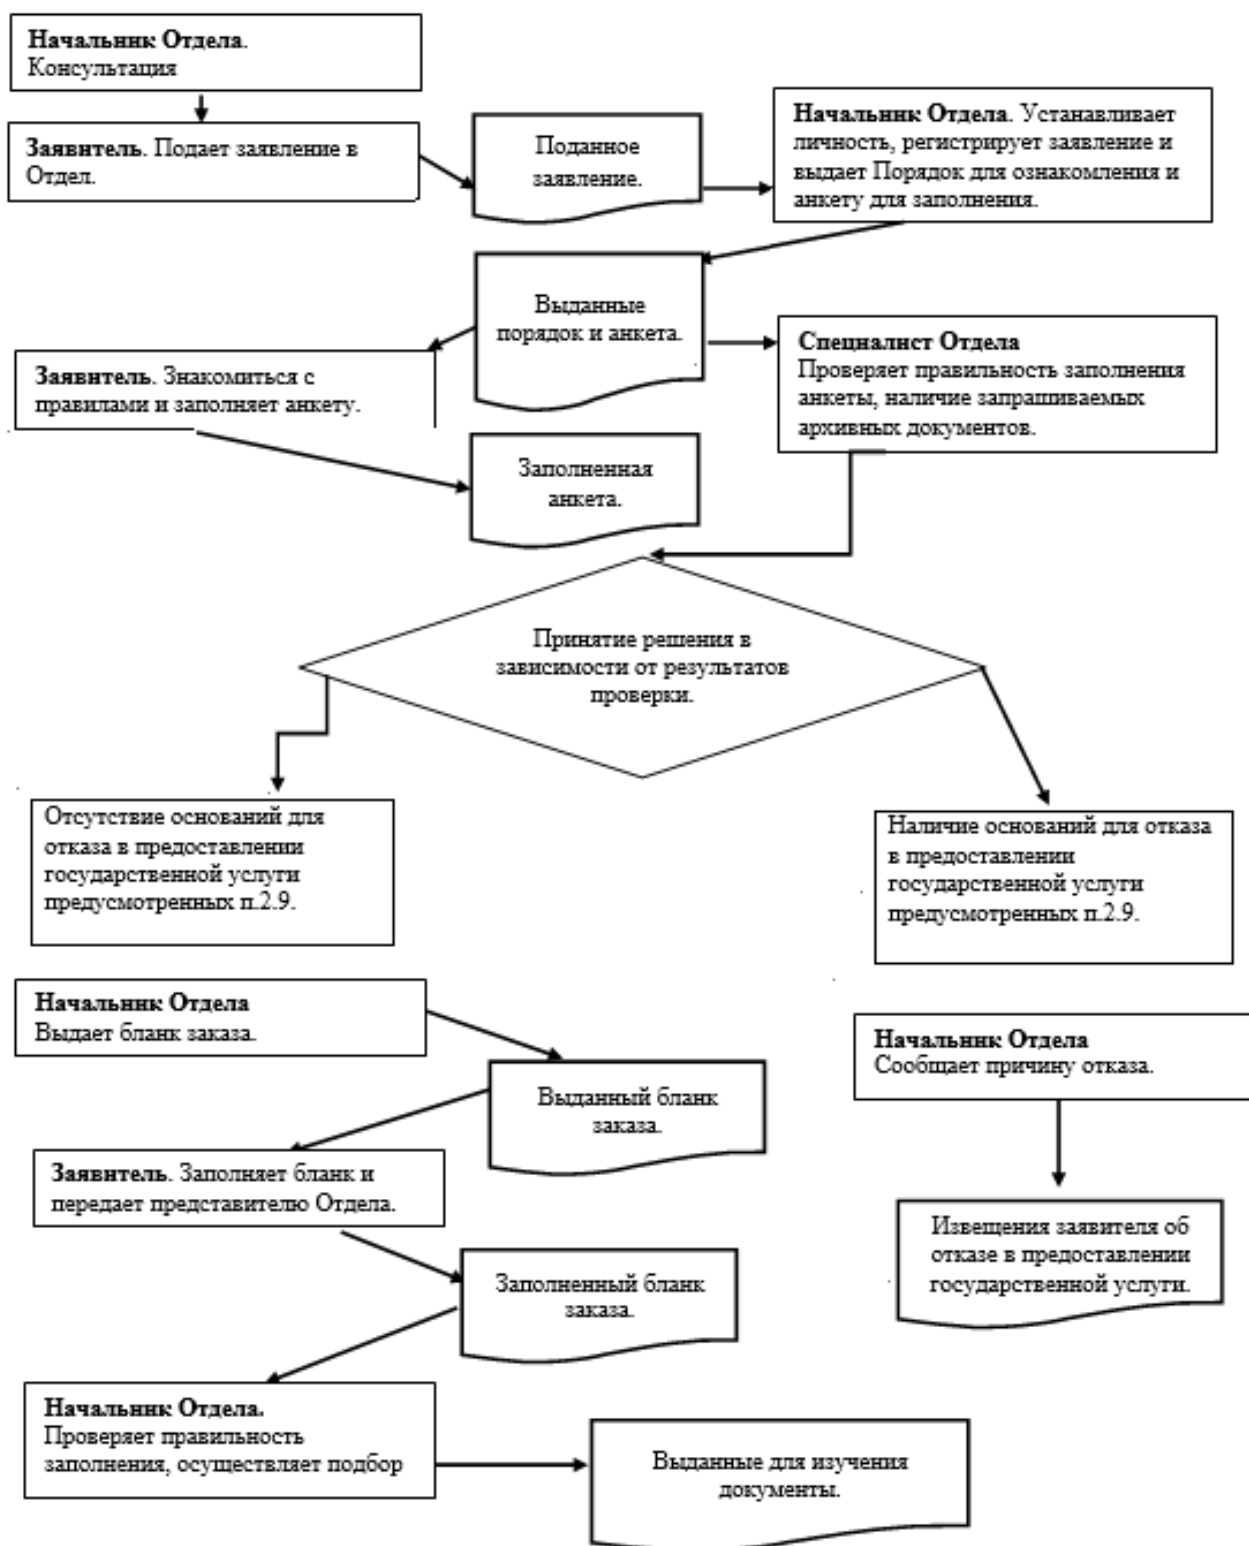 Начальник Отдела.
Консультация
Заявитель. Подает заявление в
Отдел.
Поданное
заявление.
Начальник Отдела. Устанавливает
личность, регистрирует заявление и
выдает Порядок для ознакомления и
анкету для заполнения.
Выданные
порядок и анкета.
Заявитель. Знакомиться с
правилами и заполняет анкету.
Специалист Отдела
Проверяет правильность заполнения
анкеты, наличие запрашиваемых
архивных документов.
Заполненная
анкета.
Принятие решения в
зависимости от результатов
проверки.
Отсутствие оснований для
отказа в предоставлении
государственной услуги
предусмотренных п.2.9.
Наличие оснований для отказа
в предоставлении
государственной услуги
предусмотренных п.2.9.
Начальник Отдела
Выдает бланк заказа.
Начальник Отдела
Сообщает причину отказа.
Выданный бланк
заказа.
Заявитель. Заполняет бланк и
передает представителю Отдела.
Извещения заявителя об
отказе в предоставлении
государственной услуги.
Заполненный бланк
заказа.
Начальник Отдела.
Проверяет правильность
заполнения, осуществляет подбор
Выданные для изучения
документы.